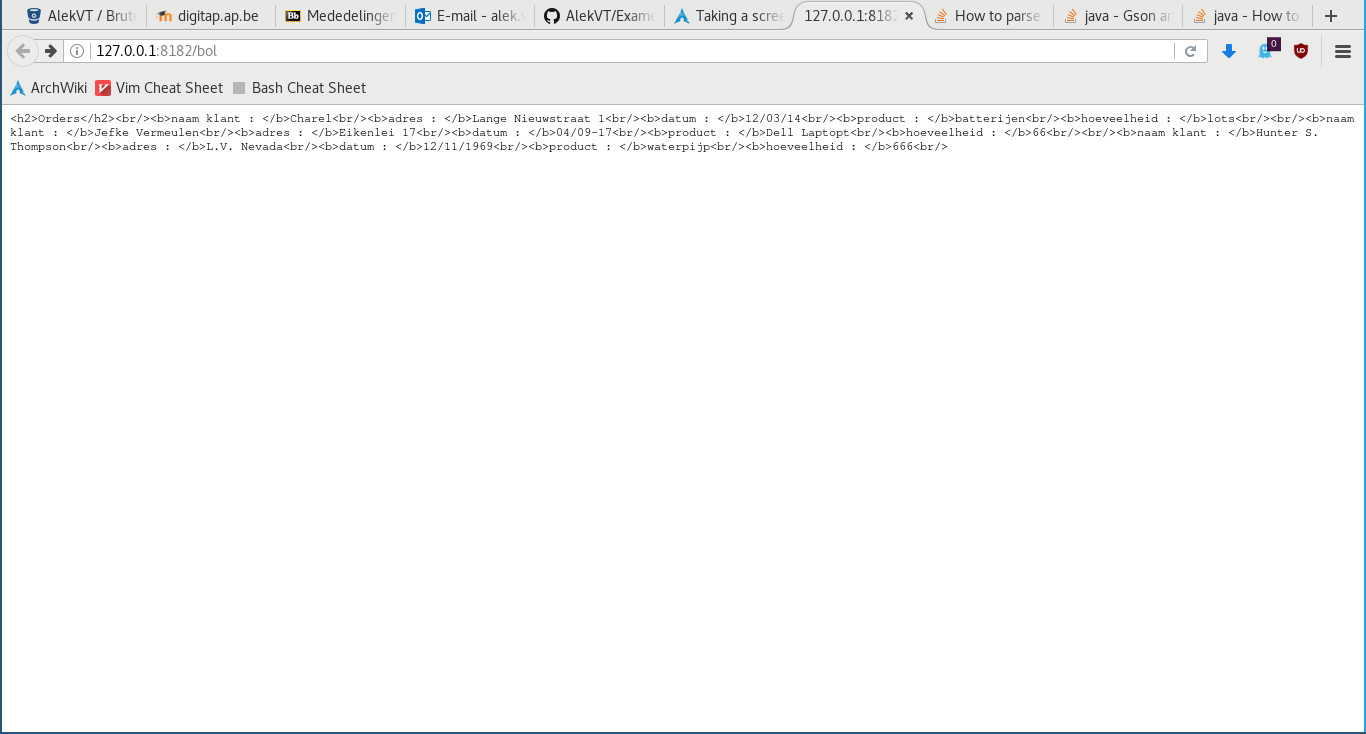 AlekVT / Brut
digitap.ap.be
Mededelingen
E-mail - alek.v
AlekVT/Exame
Taking a scree
127.0.0.1:8182
How to parse
java - Gson ar
java - How to
127.0.0.1:8182/bol
0
ArchWiki
Vim Cheat Sheet
Bash Cheat Sheet
<h2>Orders</h2><br/><b>naam klant : </b>Charel<br/><b>adres : </b>Lange Nieuwstraat 1<br/><b>datum : </b>12/03/14<br/><b>product : </b>batterijen<br/><b>hoeveelheid : </b>lots<br/><br/><b>naam
klant : </b>Jefke Vermeulen<br/><b>adres : </b>Eikenlei 17<br/><b>datum : </b>04/09-17<br/><b>product : </b>Dell Laptopt<br/><b>hoeveelheid : </b>66<br/><br/><b>naam klant : </b>Hunter S.
Thompson<br/><b>adres : </b>L.V. Nevada<br/><b>datum : </b>12/11/1969<br/><b>product : </b>waterpijp<br/><b>hoeveelheid : </b>666<br/>